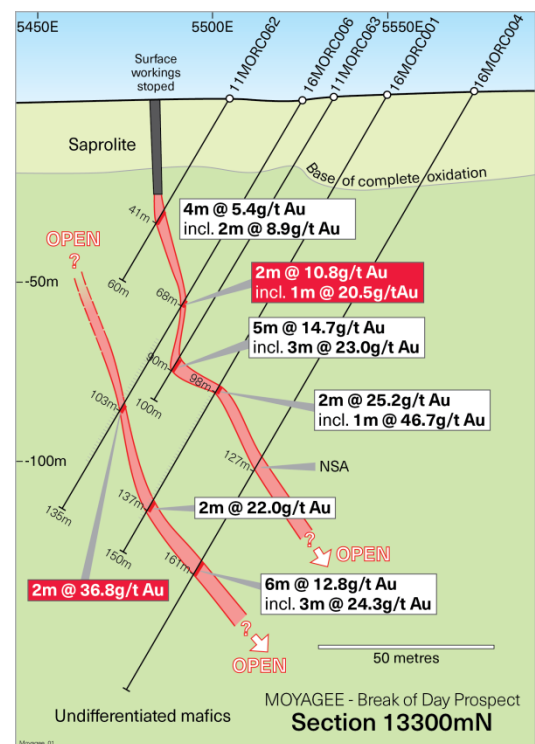 5450E
5500E
5550E
11MORC062
16MORC006
11MORC063
16MORC001
16MORC004
Surface
workings
stoped
Saprolite
Base of complete oxidation
41m
4m @ 5.4g/t Au
incl. 2m @ 8.9g/t Au
OPEN
?
-50m
60m
68m
2m @ 10.8g/t Au
incl. 1m @ 20.5g/tAu
5m @ 14.7g/t Au
incl. 3m @ 23.0g/t Au
90m
98m
100m
103m
2m @ 25.2g/t Au
incl. 1m @ 46.7g/t Au
-100m
127m
NSA
135m
137m
2m @ 22.0g/t Au
150m
?
OPEN
161m
2m @ 36.8g/t Au
6m @ 12.8g/t Au
incl. 3m @ 24.3g/t Au
?
OPEN
50 metres
Undifferentiated mafics
MOYAGEE - Break of Day Prospect
Section 13300mN
Moyagee_01